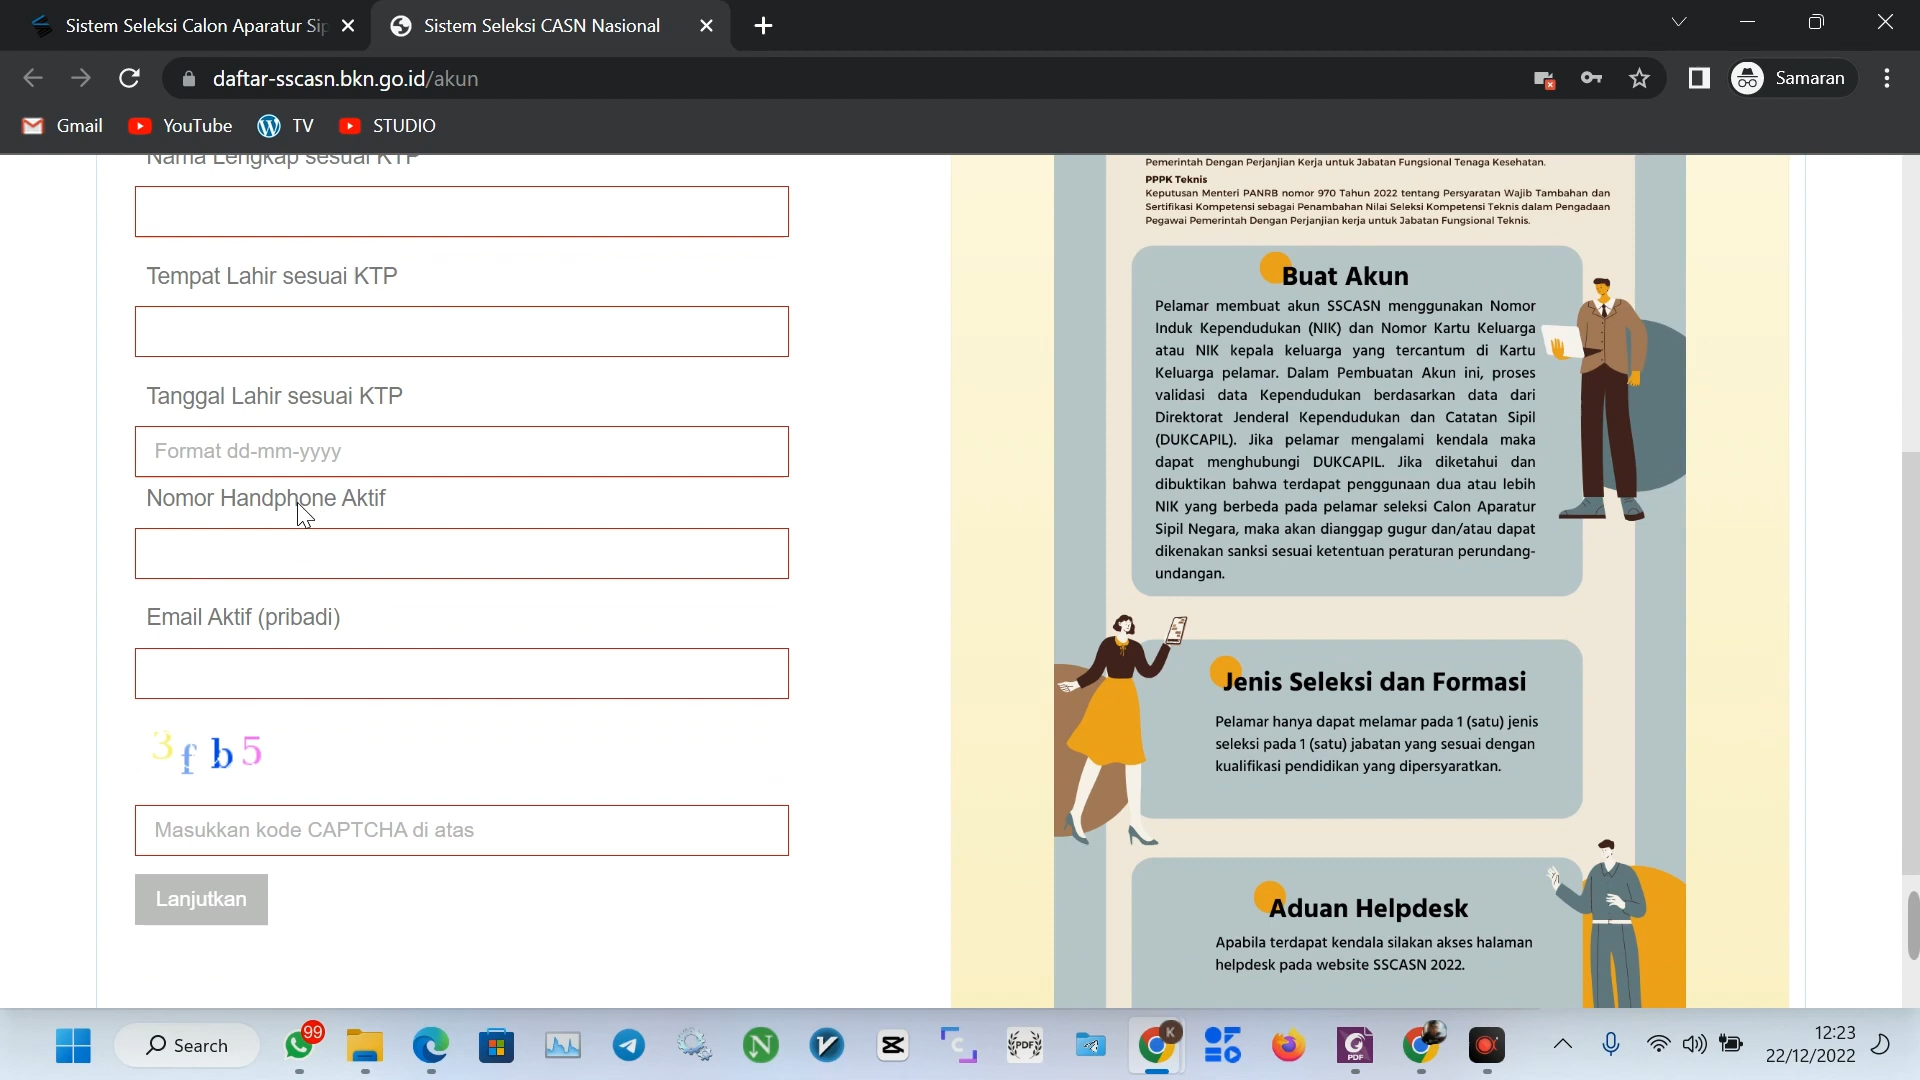 Sistem Seleksi Calon Aparatur Sip
Sistem Seleksi CASN Nasional
daftar-sscasn.bkn.go.id/akun
Samaran
Gmail
YouTube
TV
STUDIO
Nama Lengkap sesuai KTP
Tempat Lahir sesuai KTP
Tanggal Lahir sesuai KTP
Format dd-mm-yyyy
Nomor Handphone Aktif
Email Aktif (pribadi)
3fb5
Masukkan kode CAPTCHA di atas
Lanjutkan
Pemerintah Dengan Perjanjian Kerja untuk Jabatan Fungsional Tenaga Kesehatan.
PPPK Teknis
Keputusan Menteri PANRB nomor 970 Tahun 2022 tentang Persyaratan Wajib Tambahan dan
Sertifikasi Kompetensi sebagai Penambahan Nilai Seleksi Kompetensi Teknis dalam Pengadaan
Pegawai Pemerintah Dengan Perjanjian kerja untuk Jabatan Fungsional Teknis.
Buat Akun
Pelamar membuat akun SSCASN menggunakan Nomor
Induk Kependudukan (NIK) dan Nomor Kartu Keluarga
atau NIK kepala keluarga yang tercantum di Kartu
Keluarga pelamar. Dalam Pembuatan Akun ini, proses
validasi data Kependudukan berdasarkan data dari
Direktorat Jenderal Kependudukan dan Catatan Sipil
(DUKCAPIL). Jika pelamar mengalami kendala maka
dapat menghubungi DUKCAPIL. Jika diketahui dan
dibuktikan bahwa terdapat penggunaan dua atau lebih
NIK yang berbeda pada pelamar seleksi Calon Aparatur
Sipil Negara, maka akan dianggap gugur dan/atau dapat
dikenakan sanksi sesuai ketentuan peraturan perundang-
undangan.
Jenis Seleksi dan Formasi
Pelamar hanya dapat melamar pada 1 (satu) jenis
seleksi pada 1 (satu) jabatan yang sesuai dengan
kualifikasi pendidikan yang dipersyaratkan.
Aduan Helpdesk
Apabila terdapat kendala silakan akses halaman
helpdesk pada website SSCASN 2022.
Search
99
PDF
K
PDF
12:23
22/12/2022